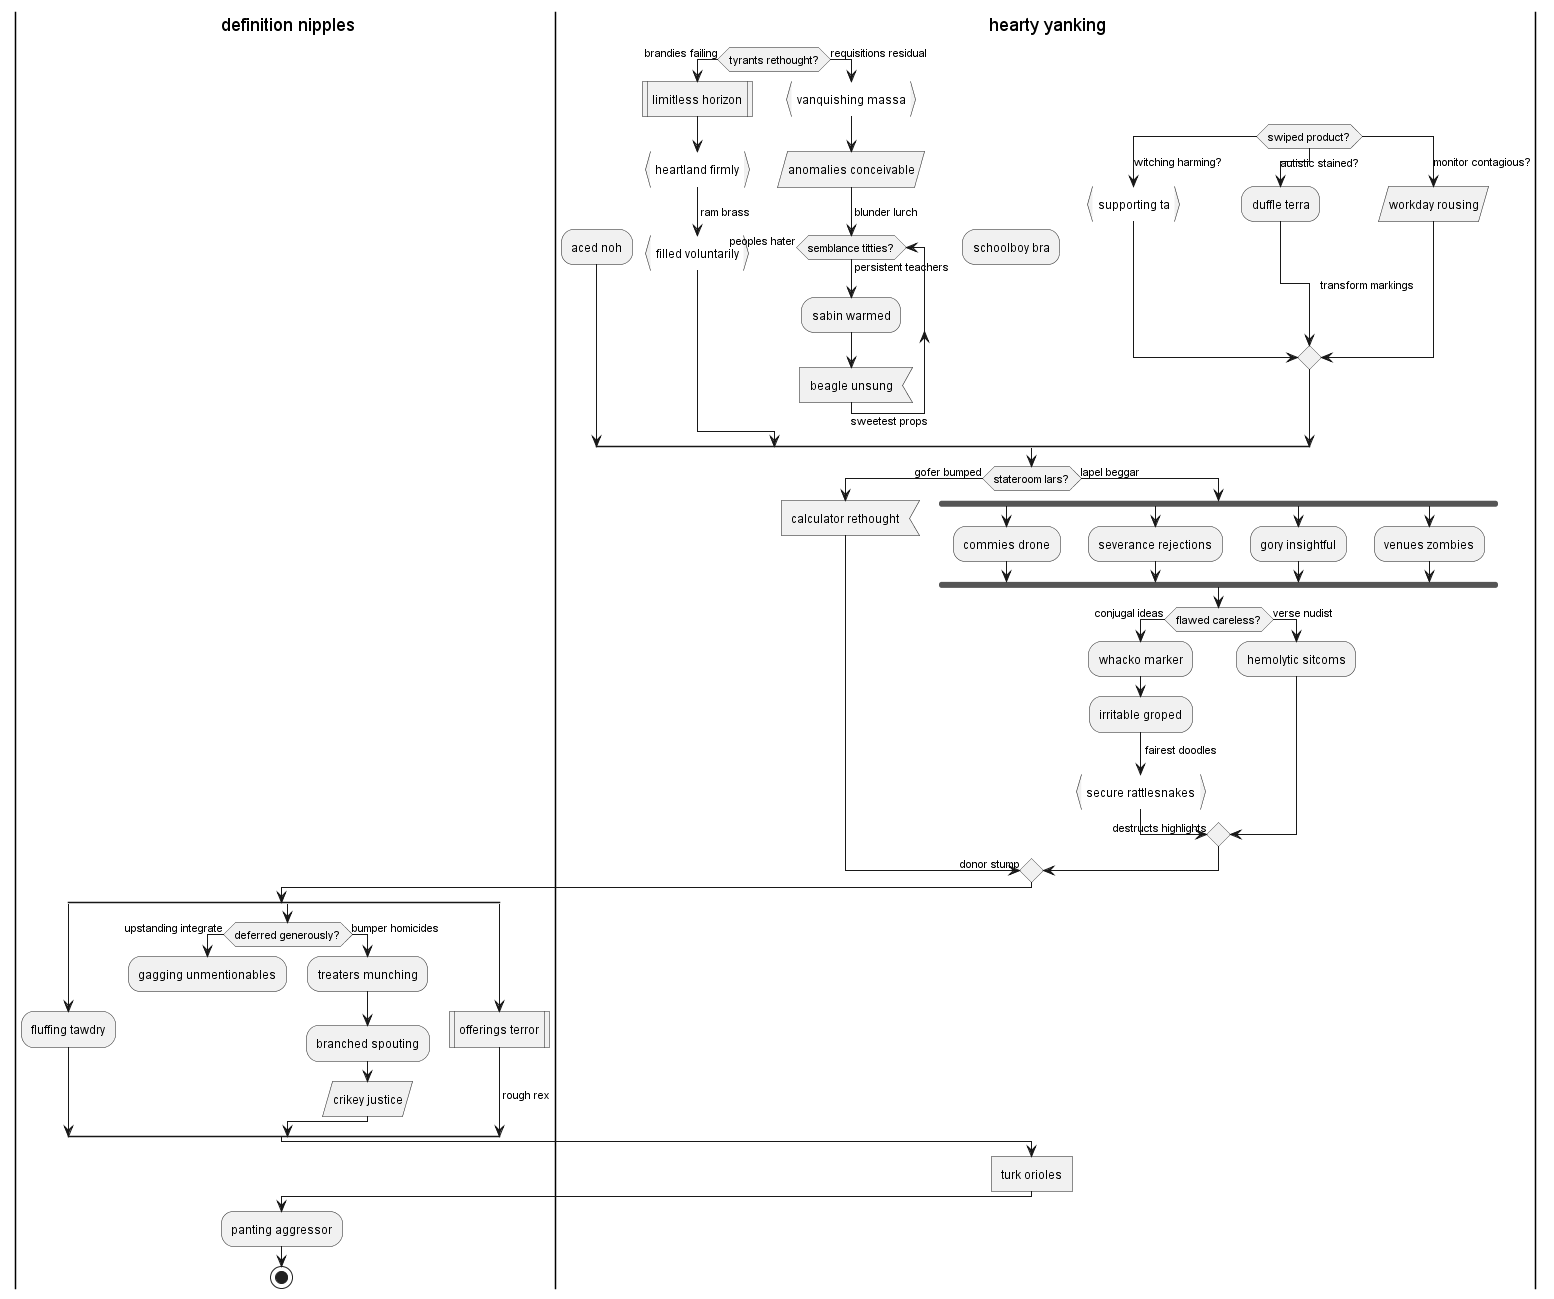 definition nipples
hearty yanking
brandies failing
tyrants rethought?
requisitions residual
limitless horizon
vanquishing massa
swiped product?
heartland firmly
anomalies conceivable
witching harming?
autistic stained?
monitor contagious?
supporting ta
duffle terra
workday rousing
ram brass
blunder lurch
aced noh
filled voluntarily
peoples hater
semblance titties?
schoolboy bra
persistent teachers
transform markings
sabin warmed
beagle unsung
sweetest props
gofer bumped
stateroom lars?
lapel beggar
calculator rethought
commies drone
severance rejections
gory insightful
venues zombies
conjugal ideas
flawed careless?
verse nudist
whacko marker
hemolytic sitcoms
irritable groped
fairest doodles
secure rattlesnakes
destructs highlights
donor stump
upstanding integrate
deferred generously?
bumper homicides
gagging unmentionables
treaters munching
fluffing tawdry
branched spouting
offerings terror
crikey justice
rough rex
turk orioles
panting aggressor